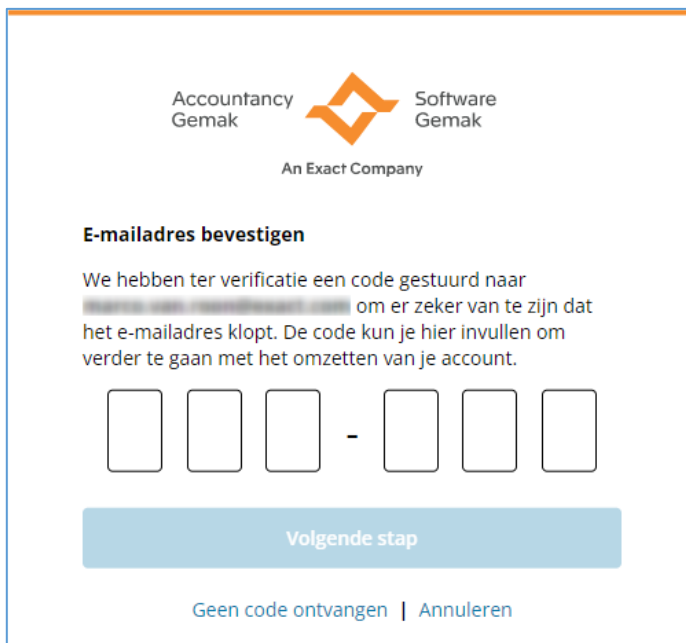 Accountancy Gemak
Software Gemak
An Exact Company
E-mailadres bevestigen
We hebben ter verificatie een code gestuurd naar
om er zeker van te zijn dat
het e-mailadres klopt. De code kun je hier invullen om
verder te gaan met het omzetten van je account.
-
Volgende stap
Geen code ontvangen | Annuleren